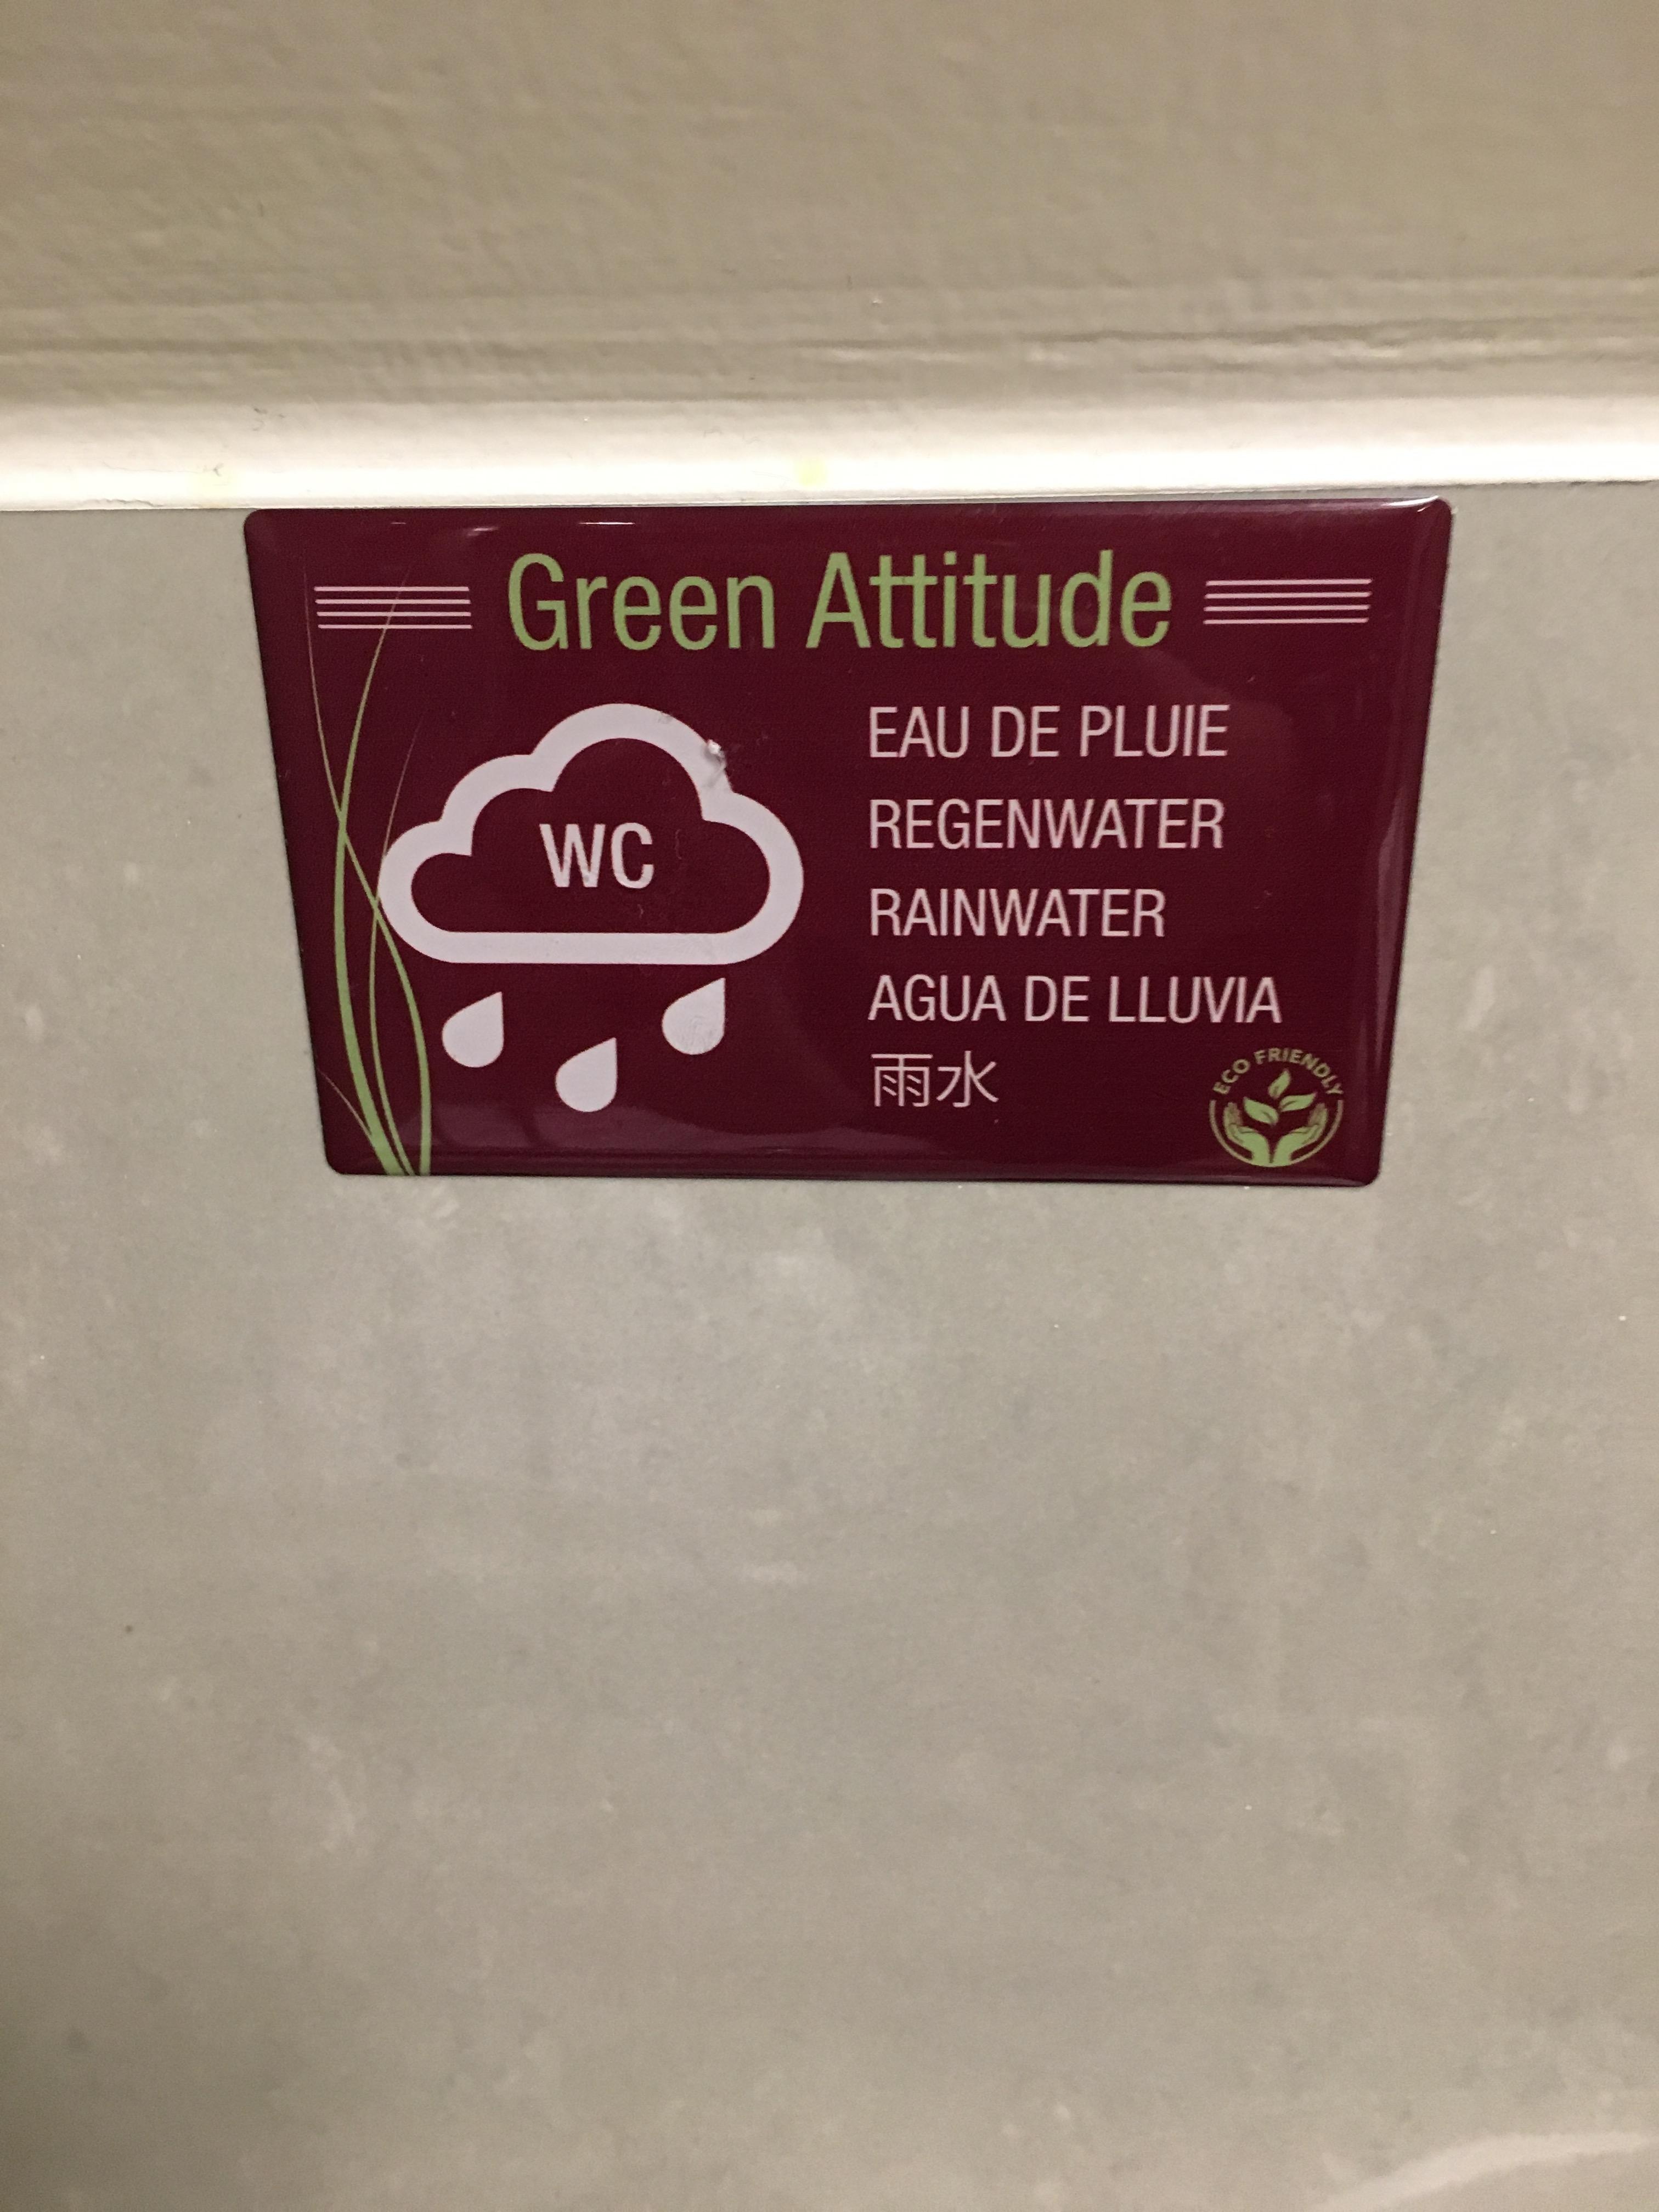 Green Attitude
WC
EAU DE PLUIE
REGENWATER
RAINWATER
AGUA DE LLUVIA
雨水
ECO FRIENDLY